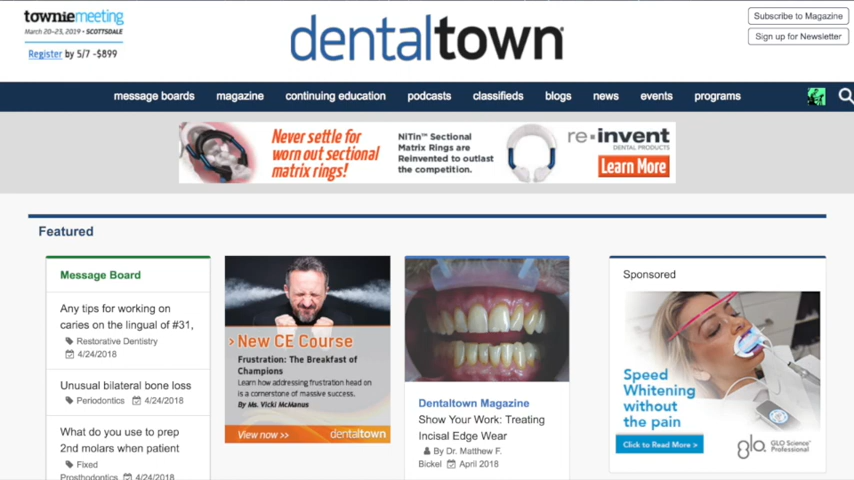 towniemeeting
March 20–23, 2019 • SCOTTSDALE
Register by 5/7 -$899
dentaltown
Subscribe to Magazine
Sign up for Newsletter
message boards magazine continuing education podcasts classifieds blogs news events programs
Never settle for
worn out sectional
matrix rings!
NiTin™ Sectional
Matrix Rings are
Reinvented to outlast
the competition.
re-invent
DENTAL PRODUCTS
Learn More
Featured
Message Board
Any tips for working on
caries on the lingual of #31,
Restorative Dentistry
4/24/2018
Unusual bilateral bone loss
Periodontics 4/24/2018
What do you use to prep
2nd molars when patient
Fixed
Prosthodontics 4/24/2018
> New CE Course
Frustration: The Breakfast of
Champions
Learn how addressing frustration head on
is a cornerstone of massive success.
By Ms. Vicki McManus
View now >> dentaltown
Dentaltown Magazine
Show Your Work: Treating
Incisal Edge Wear
By Dr. Matthew F.
Bickel April 2018
Sponsored
Speed
Whitening
without
the pain
Click to Read More >
glo GLO Science®
Professional